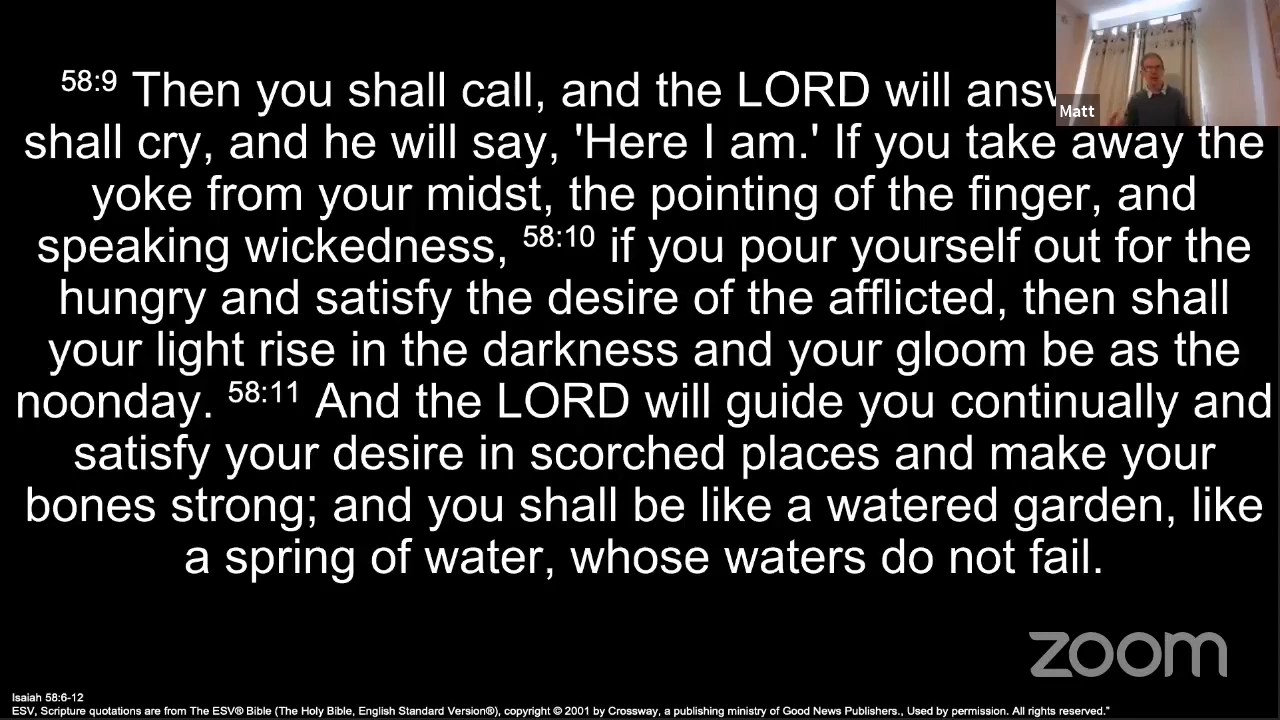 58:9 Then you shall call, and the LORD will
shall cry, and he will say, 'Here I am.' If you take away the
yoke from your midst, the pointing of the finger, and
speaking wickedness, 58:10 if you pour yourself out for the
hungry and satisfy the desire of the afflicted, then shall
your light rise in the darkness and your gloom be as the
noonday. 58:11 And the LORD will guide you continually and
satisfy your desire in scorched places and make your
bones strong; and you shall be like a watered garden, like
a spring of water, whose waters do not fail.
Matt
zoom
Isaiah 58:6-12
ESV, Scripture quotations are from The ESV® Bible (The Holy Bible, English Standard Version®), copyright © 2001 by Crossway, a publishing ministry of Good News Publishers., Used by permission. All rights reserved."